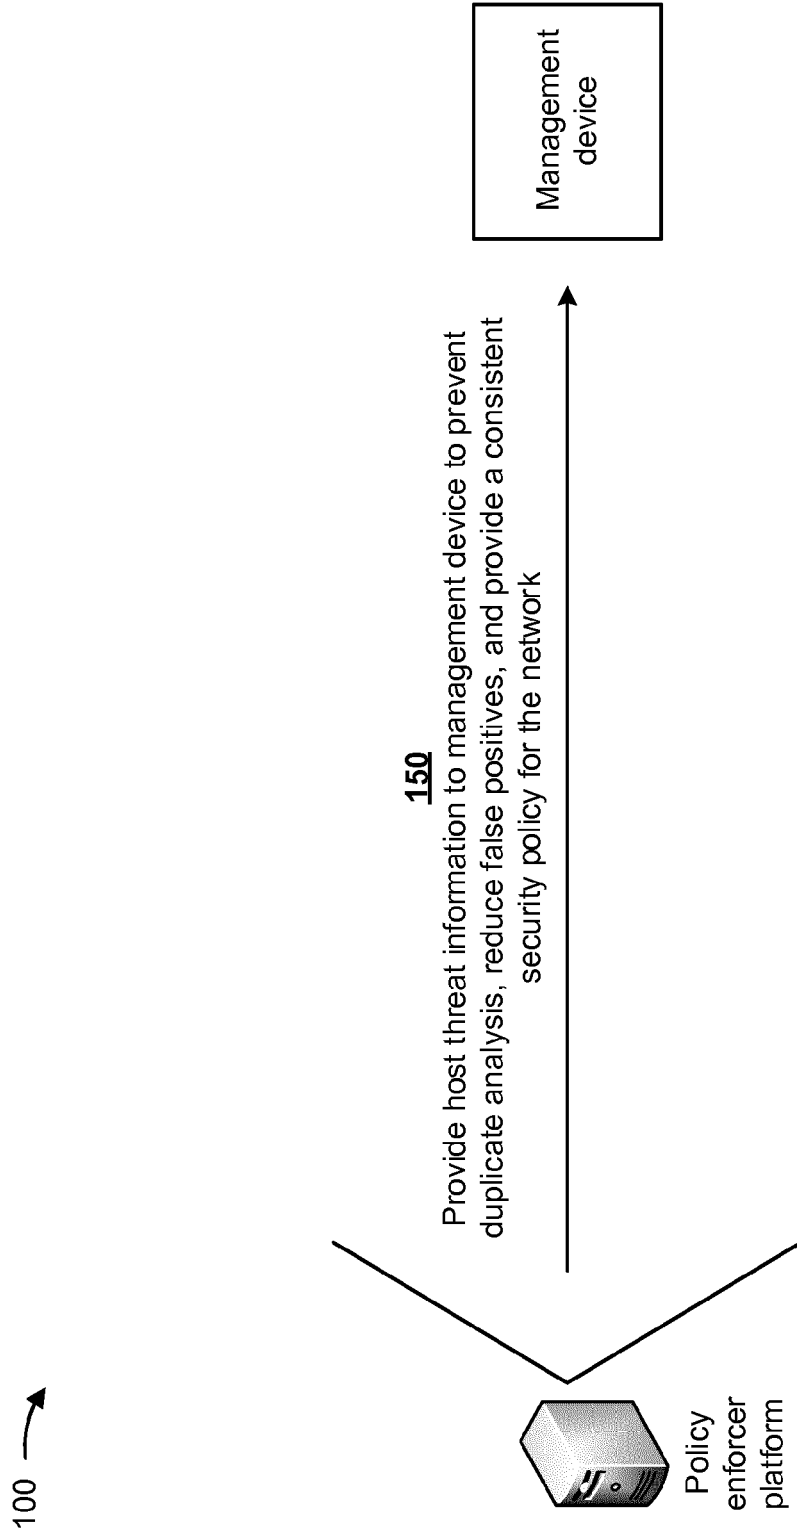 100
150
Provide host threat information to management device to prevent
duplicate analysis, reduce false positives, and provide a consistent
security policy for the network
Policy
enforcer
platform
Management
device